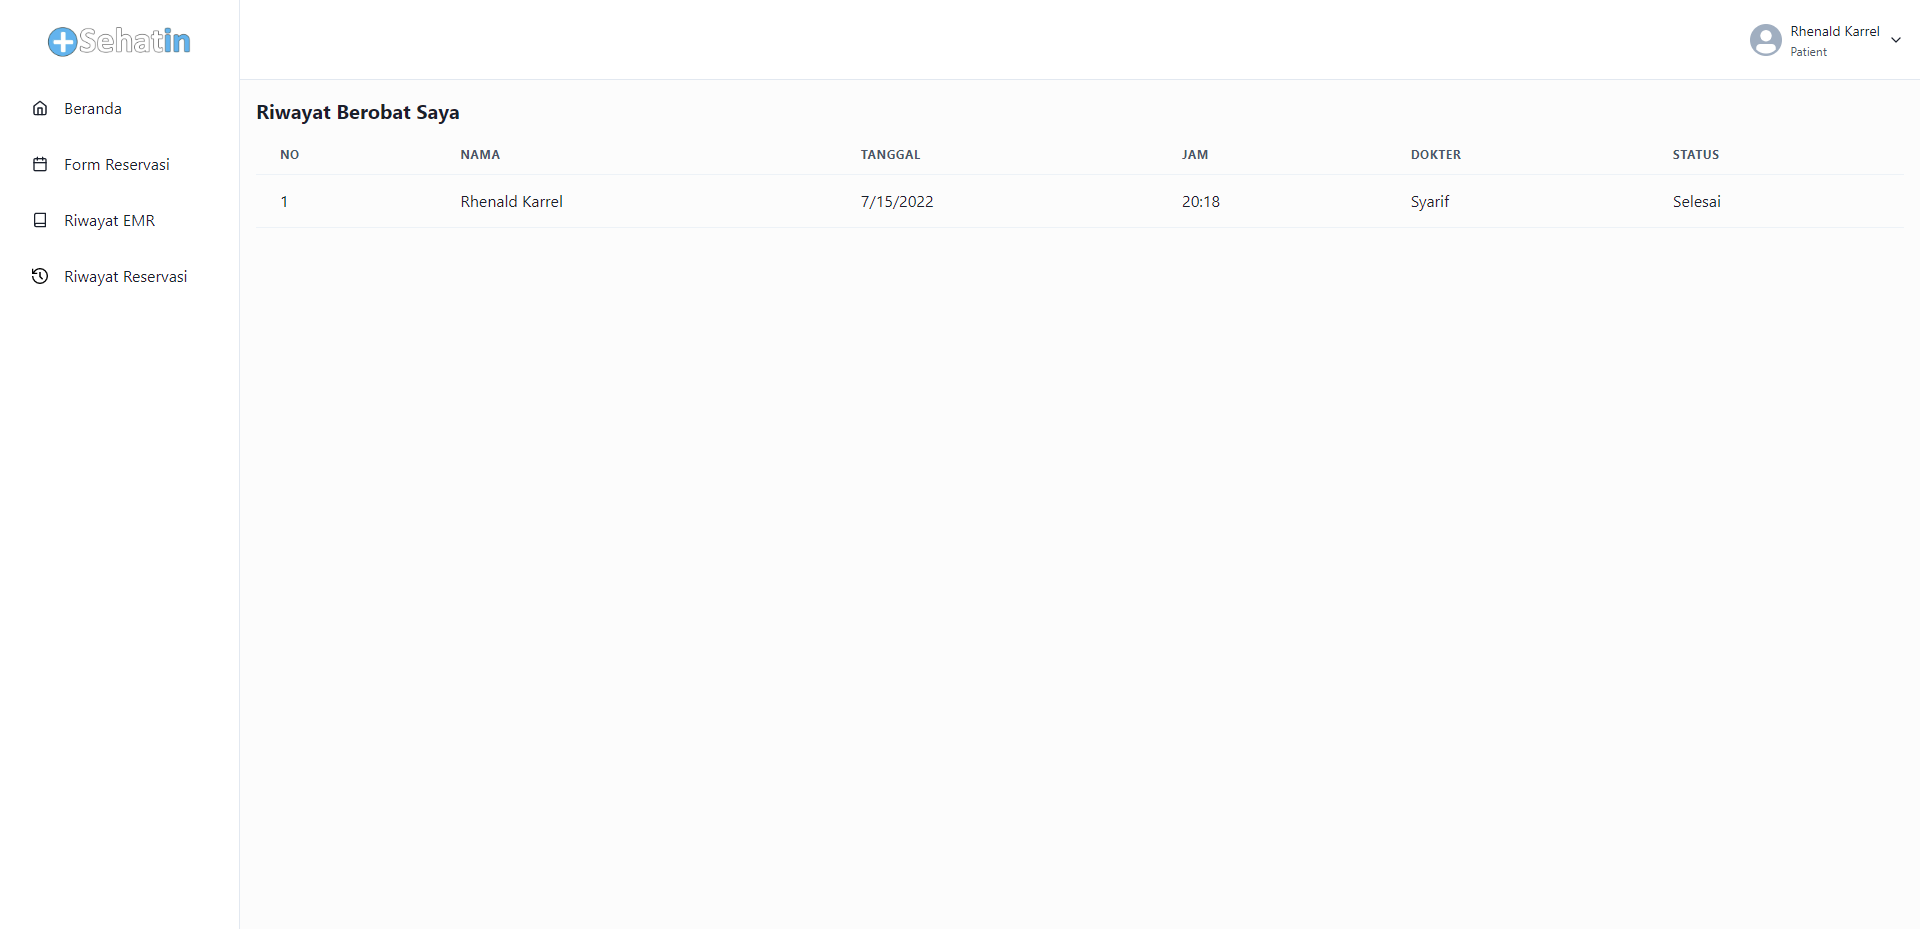 Sehatin
Rhenald Karrel
Patient
Beranda
Form Reservasi
Riwayat EMR
Riwayat Reservasi
Riwayat Berobat Saya
NO NAMA TANGGAL JAM DOKTER STATUS
1 Rhenald Karrel 7/15/2022 20:18 Syarif Selesai